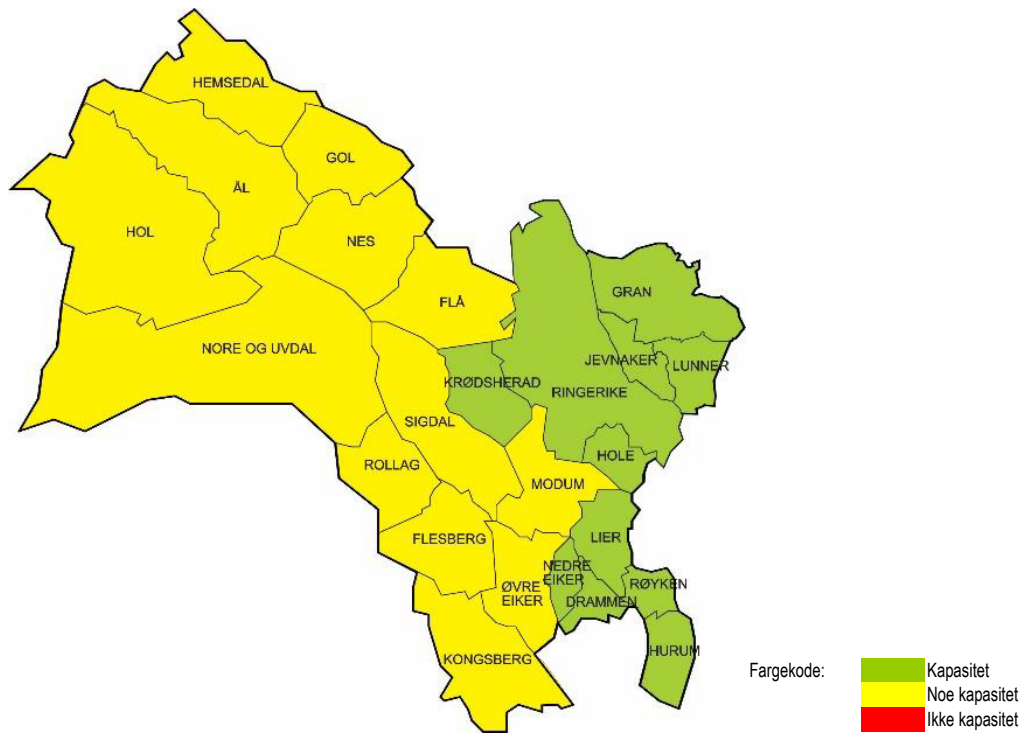 HEMSEDAL
GOL
ÅL
HOL
NES
FLÅ
GRAN
NORE OG UVDAL
JEVNAKER
LUNNER
KRØDSHERAD
RINGERIKE
SIGDAL
HOLE
ROLLAG
MODUM
FLESBERG
LIER
NEDRE
EIKER
ØVRE
EIKER
RØYKEN
DRAMMEN
HURUM
KONGSBERG
Fargekode:
Kapasitet
Noe kapasitet
Ikke kapasitet